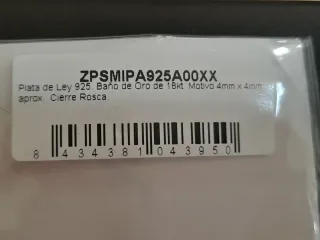 ZPSMIPA925A00XX
Plata de Ley 925. Baño de Oro de 18kt. Motivo 4mm x 4mm
aprox. Cierre Rosca.
8 434381 043950